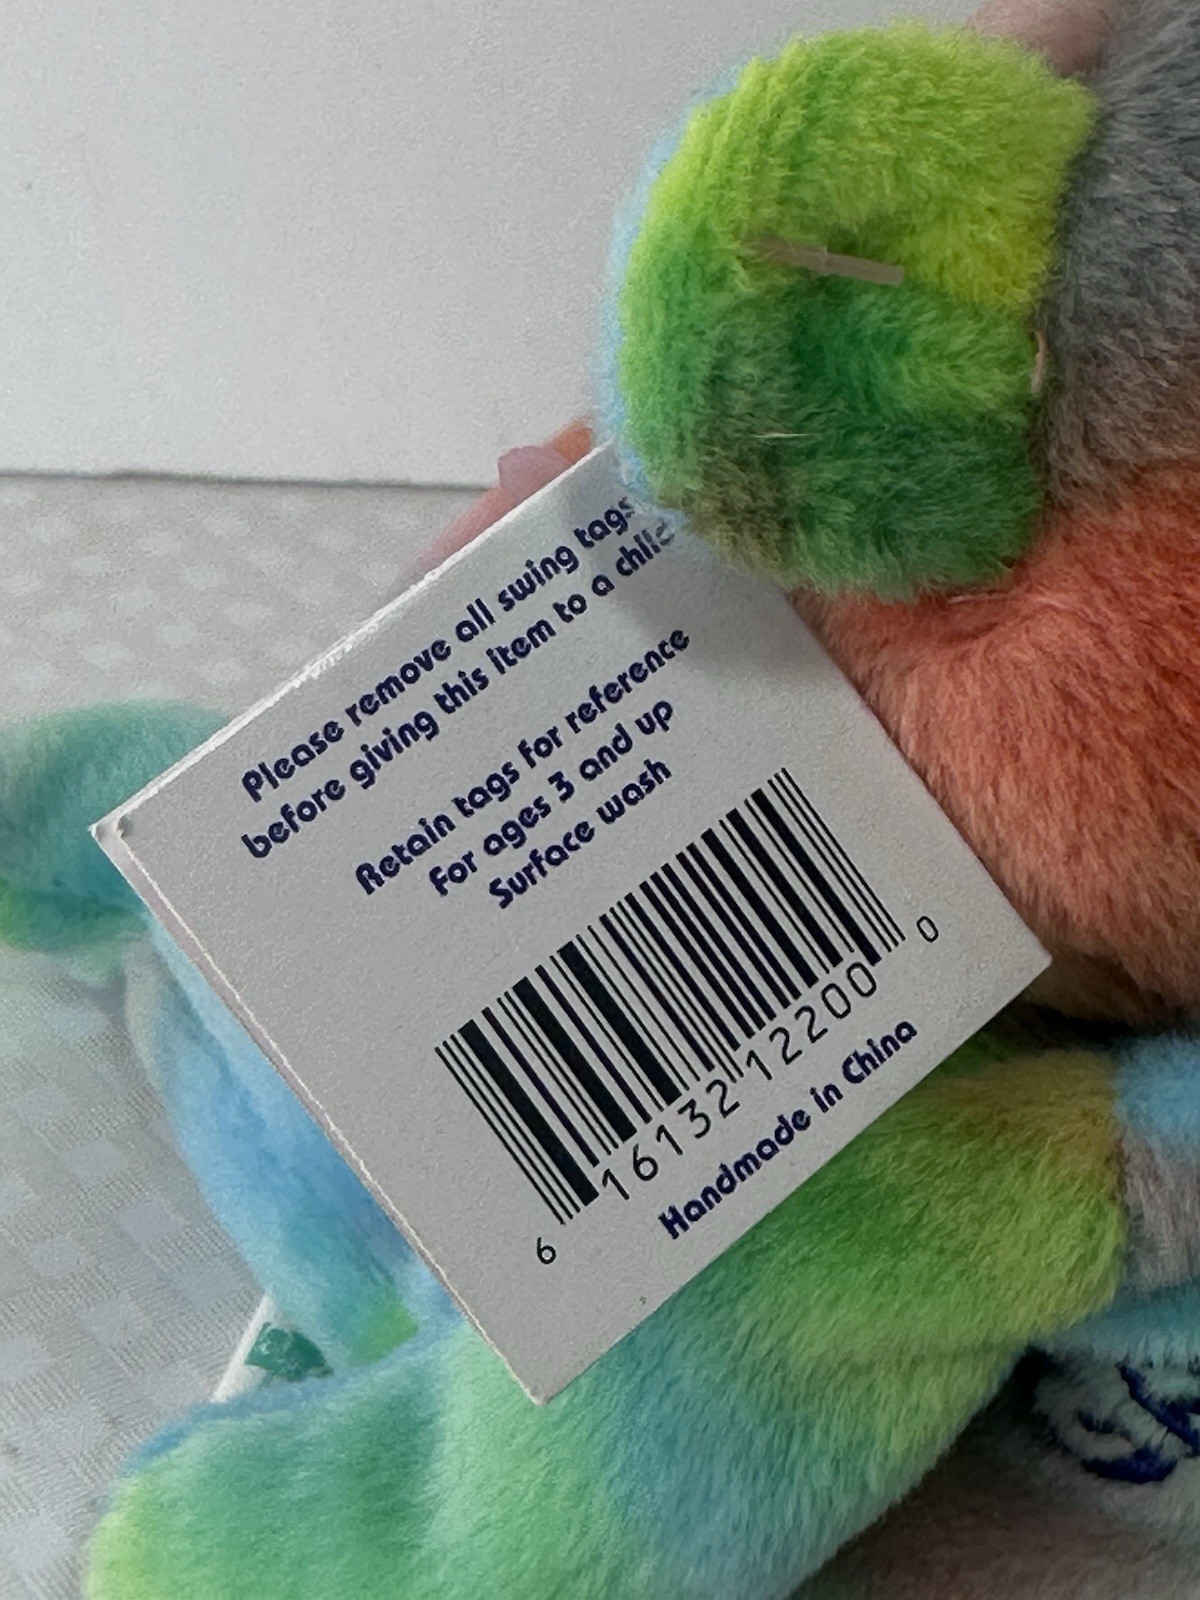 Please remove all swing tags
before giving this item to a child
Retain tags for reference
For ages 3 and up
Surface wash
6 16132 12200 0
Handmade in China